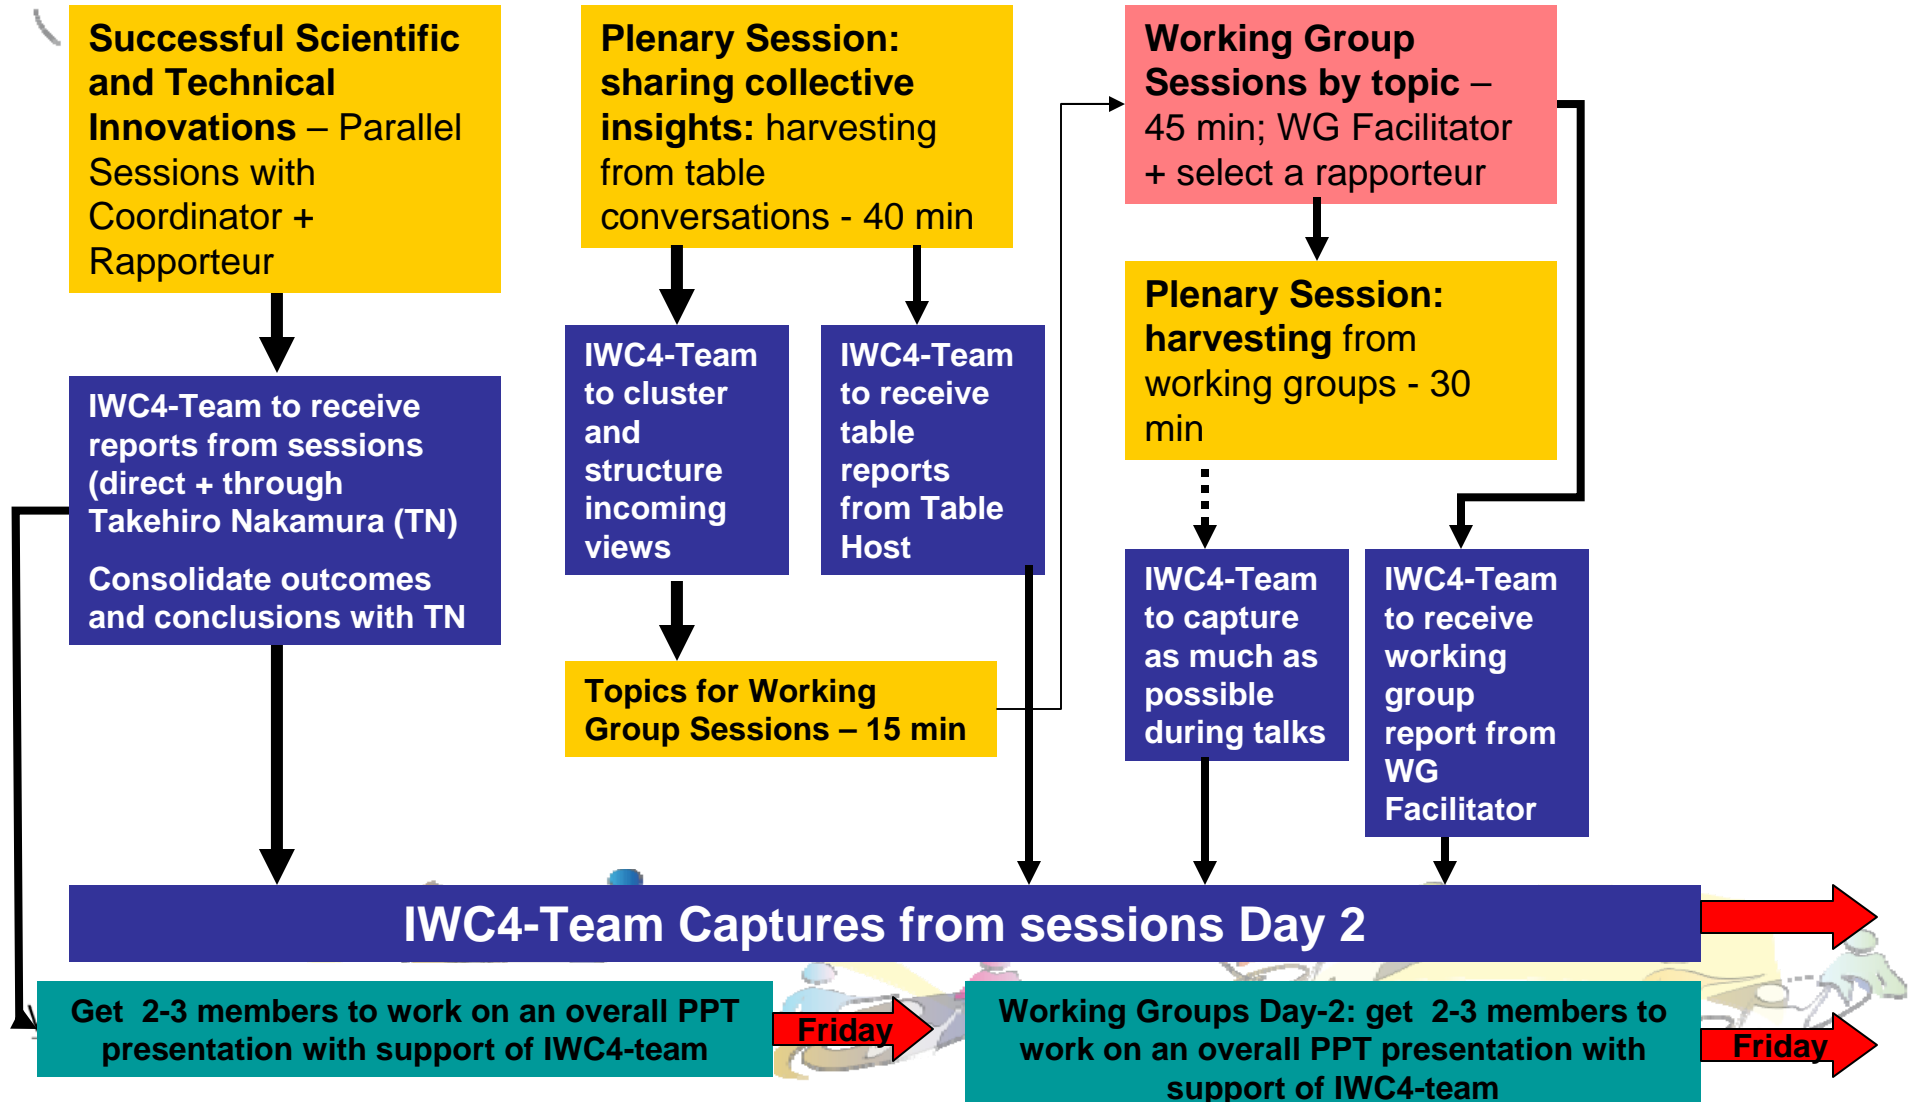 Successful Scientific
and Technical
Innovations – Parallel
Sessions with
Coordinator +
Rapporteur
IWC4-Team to receive
reports from sessions
(direct + through
Takehiro Nakamura (TN)
Consolidate outcomes
and conclusions with TN
Plenary Session:
sharing collective
insights: harvesting
from table
conversations - 40 min
IWC4-Team
to cluster
and
structure
incoming
views
IWC4-Team
to receive
table
reports
from Table
Host
Topics for Working
Group Sessions – 15 min
Working Group
Sessions by topic –
45 min; WG Facilitator
+ select a rapporteur
Plenary Session:
harvesting from
working groups - 30
min
IWC4-Team
to capture
as much as
possible
during talks
IWC4-Team
to receive
working
group
report from
WG
Facilitator
IWC4-Team Captures from sessions Day 2
Get 2-3 members to work on an overall PPT
presentation with support of IWC4-team
Friday
Working Groups Day-2: get 2-3 members to
work on an overall PPT presentation with
support of IWC4-team
Friday